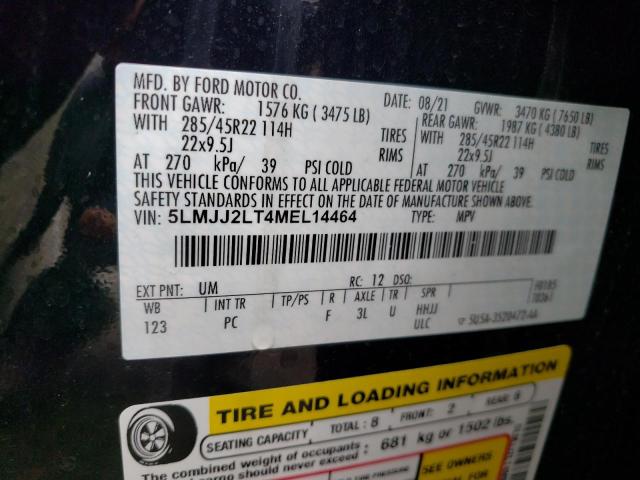 MFD. BY FORD MOTOR CO.
DATE: 08/21 GVWR: 3470 KG (7650 LB)
FRONT GAWR: 1576 KG (3475 LB) REAR GAWR: 1987 KG (4380 LB)
WITH 285/45R22 114H TIRES WITH 285/45R22 114H TIRES
22x9.5J RIMS 22x9.5J RIMS
AT 270 kPa/ 39 PSI COLD AT 270 kPa/ 39 PSI COLD
THIS VEHICLE CONFORMS TO ALL APPLICABLE FEDERAL MOTOR VEHICLE
SAFETY STANDARDS IN EFFECT ON THE DATE OF MANUFACTURE SHOWN ABOVE.
VIN: 5LMJJ2LT4MEL14464 TYPE: MPV
EXT PNT: UM RC: 12 DSO:
WB INT TR TP/PS R AXLE TR SPR
123 PC F 3L U HHJJ
ULC
TIRE AND LOADING INFORMATION
SEATING CAPACITY TOTAL: 8 FRONT: 2
The combined weight of occupants
cargo should never exceed: 681 kg or 1502 lbs.
SEE OWNERS
FOR